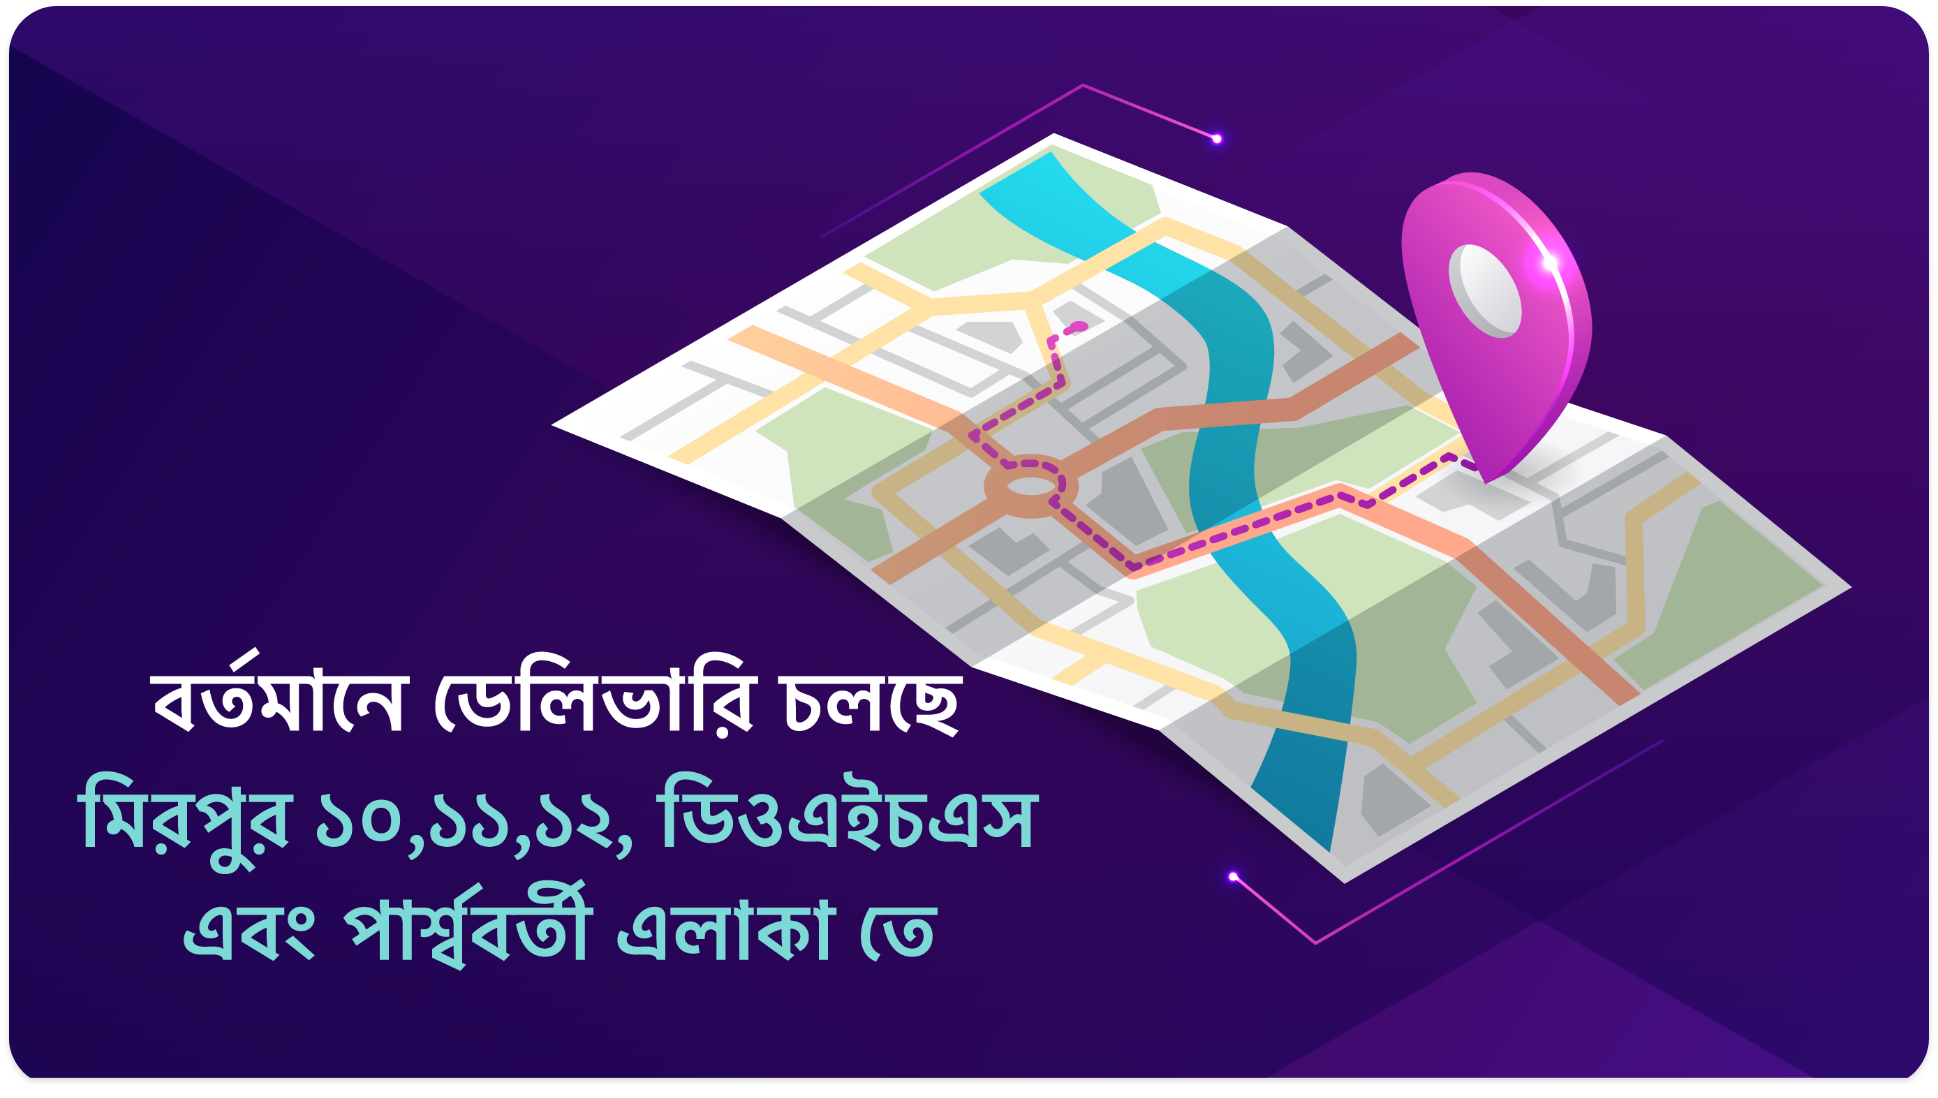 বর্তমানে ডেলিভারি চলছে
মিরপুর ১০,১১,১২, ডিওএইচএস
এবং পার্শ্ববর্তী এলাকা তে